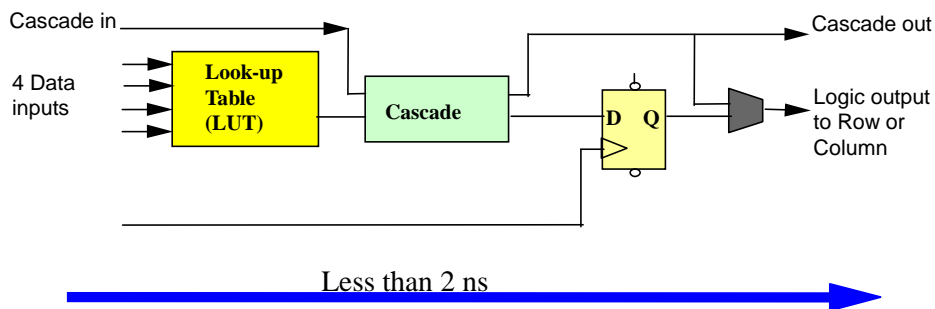 Cascade in
Cascade out
4 Data
inputs
Look-up
Table
(LUT)
Cascade
D Q
Logic output
to Row or
Column
Less than 2 ns